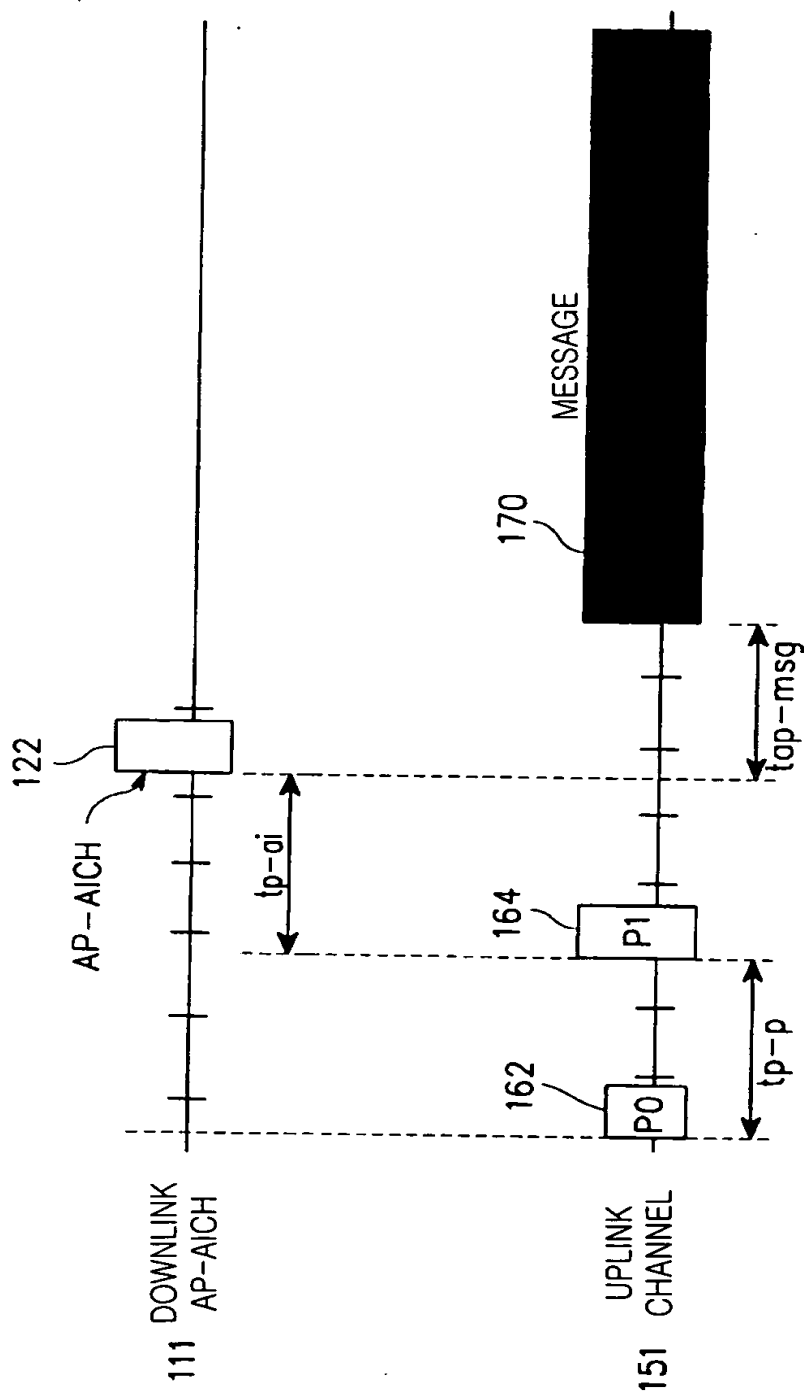 111 DOWNLINK
AP-AICH
AP-AICH
122
tp-ai
151 UPLINK
CHANNEL
P0
162
P1
164
170
MESSAGE
tp-p
tap-msg